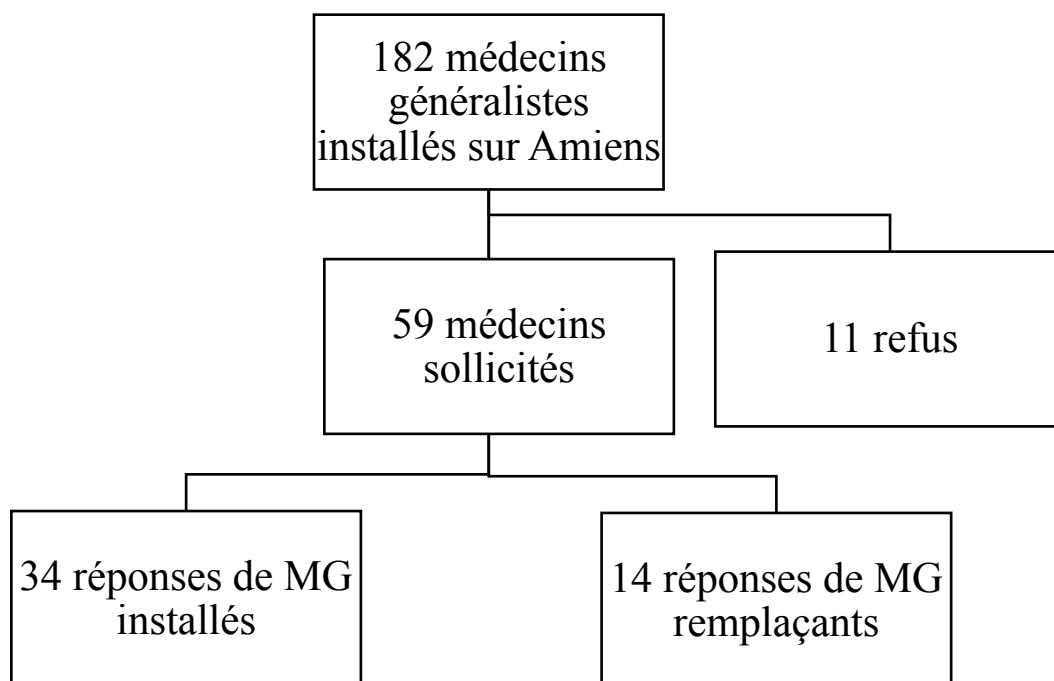 182 médecins
généralistes
installés sur Amiens
59 médecins
sollicités
11 refus
34 réponses de MG
installés
14 réponses de MG
remplaçants